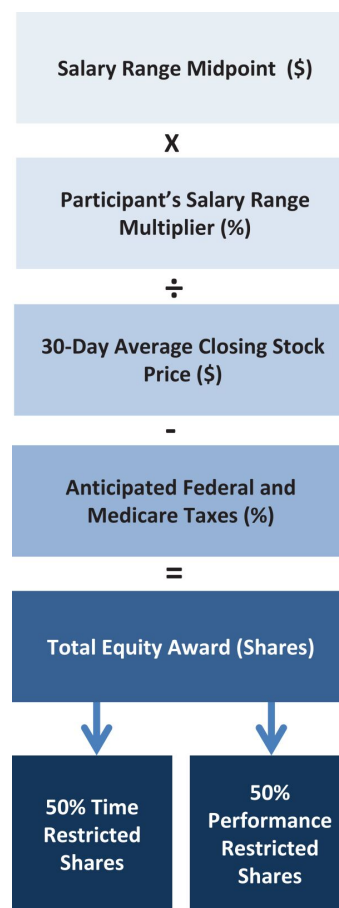 Salary Range Midpoint ($)
X
Participant’s Salary Range
Multiplier (%)
÷
30-Day Average Closing Stock
Price ($)
-
Anticipated Federal and
Medicare Taxes (%)
=
Total Equity Award (Shares)
50% Time
Restricted
Shares
50%
Performance
Restricted
Shares